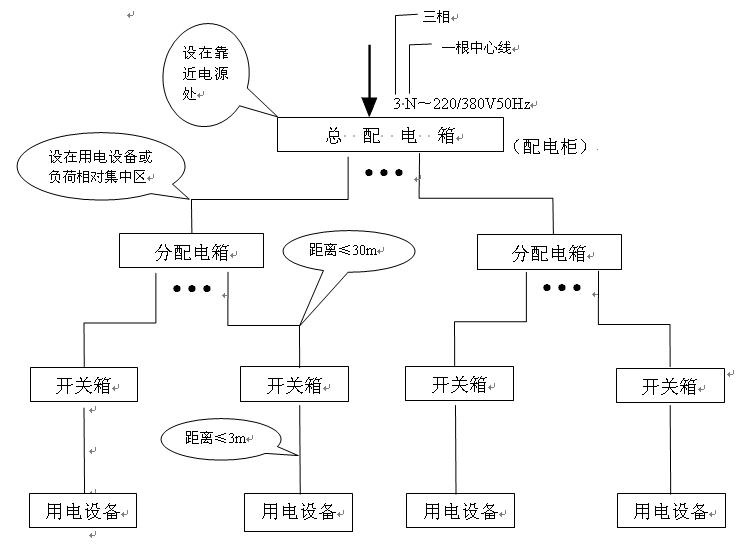 三相
一根中心线
设在靠
近电源
处
3·N～220/380V50Hz
总··配·电··箱
（配电柜）
设在用电设备或
负荷相对集中区
•••
分配电箱
距离≤30m
分配电箱
•••
•••
开关箱
开关箱
开关箱
开关箱
距离≤3m
用电设备
用电设备
用电设备
用电设备